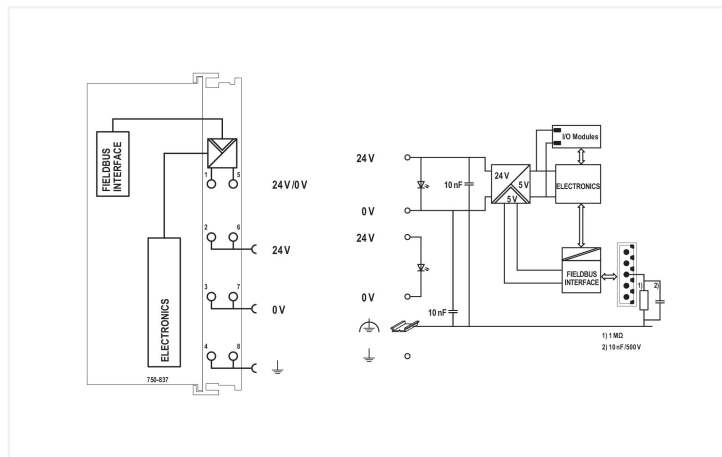 FIELDBUS
INTERFACE
1 5
24 V /0 V
2 6
24 V
3 7
0 V
4 8
ELECTRONICS
750-837
24 V
0 V
24 V
0 V
10 nF
10 nF
24 V
5 V
5 V
I/O Modules
ELECTRONICS
FIELDBUS
INTERFACE
1)
2)
1) 1 MΩ
2) 10 nF/500 V